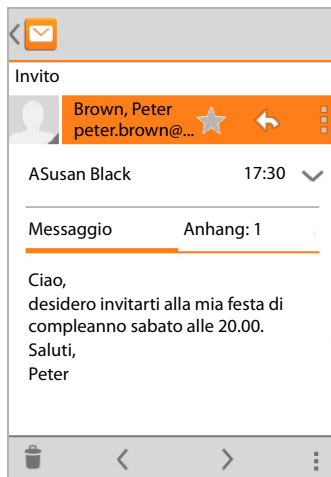 Invito
Brown, Peter
peter.brown@...
ASusan Black 17:30
Messaggio Anhang: 1
Ciao,
desidero invitarti alla mia festa di
compleanno sabato alle 20.00.
Saluti,
Peter